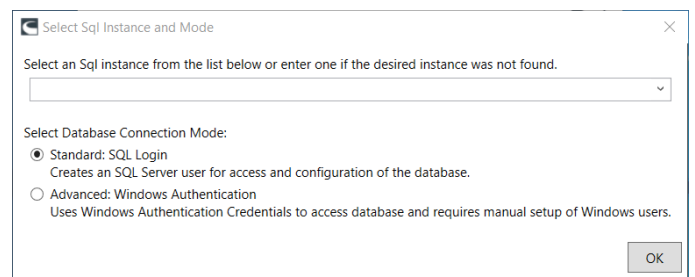 Select Sql Instance and Mode
Select an Sql instance from the list below or enter one if the desired instance was not found.
Select Database Connection Mode:
Standard: SQL Login
Creates an SQL Server user for access and configuration of the database.
Advanced: Windows Authentication
Uses Windows Authentication Credentials to access database and requires manual setup of Windows users.
OK